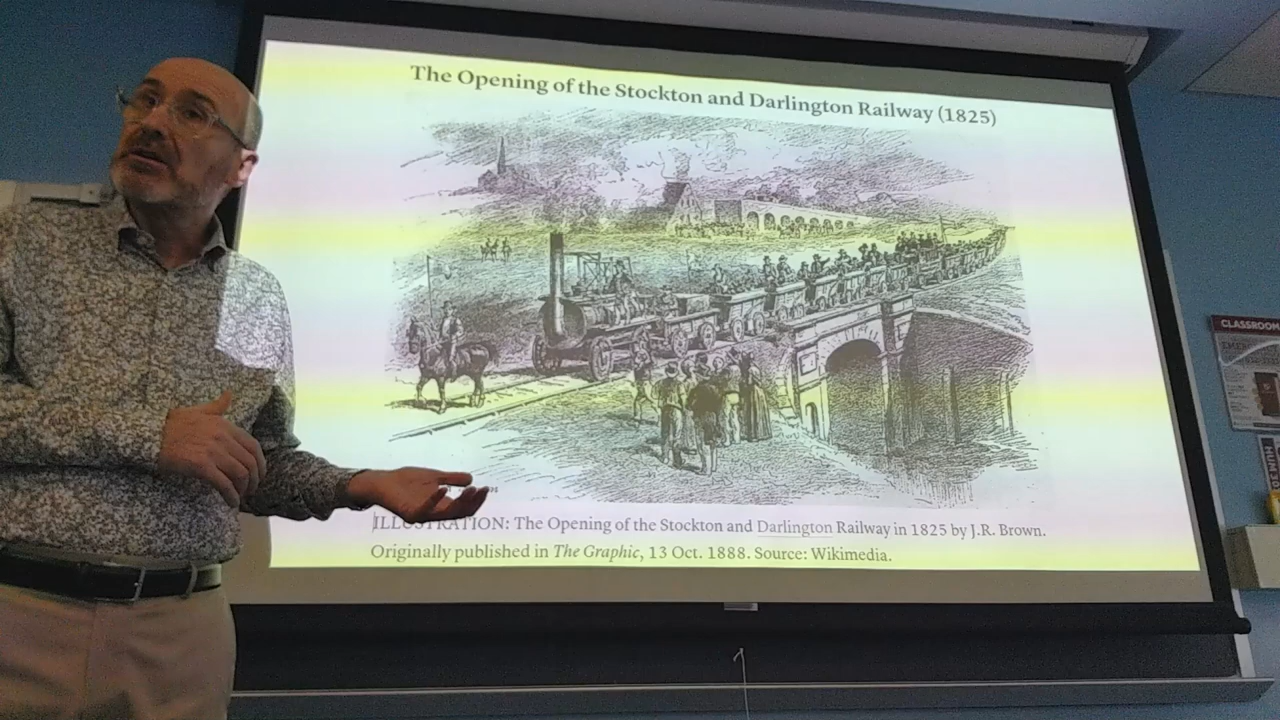 The Opening of the Stockton and Darlington Railway (1825)
ILLUSTRATION: The Opening of the Stockton and Darlington Railway in 1825 by J.R. Brown.
Originally published in The Graphic, 13 Oct. 1888. Source: Wikimedia.
CLASSROOM